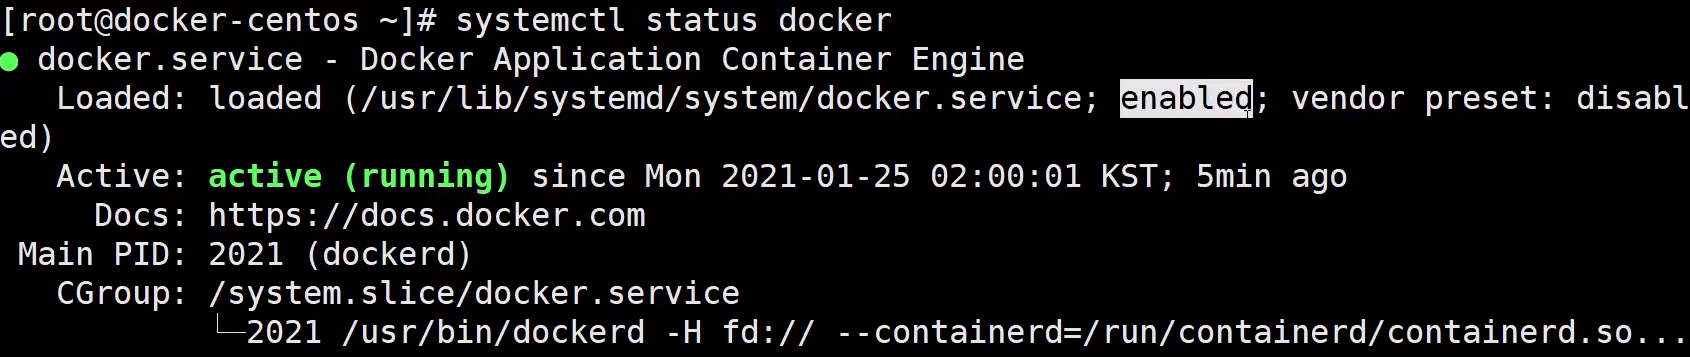 [root@docker-centos ~]# systemctl status docker
● docker.service - Docker Application Container Engine
   Loaded: loaded (/usr/lib/systemd/system/docker.service; enabled; vendor preset: disabl
ed)
   Active: active (running) since Mon 2021-01-25 02:00:01 KST; 5min ago
     Docs: https://docs.docker.com
 Main PID: 2021 (dockerd)
   CGroup: /system.slice/docker.service
           └─2021 /usr/bin/dockerd -H fd:// --containerd=/run/containerd/containerd.so...